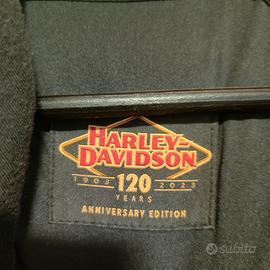 HARLEY-
DAVIDSON
1903 120 2023
YEARS
ANNIVERSARY EDITION
subito